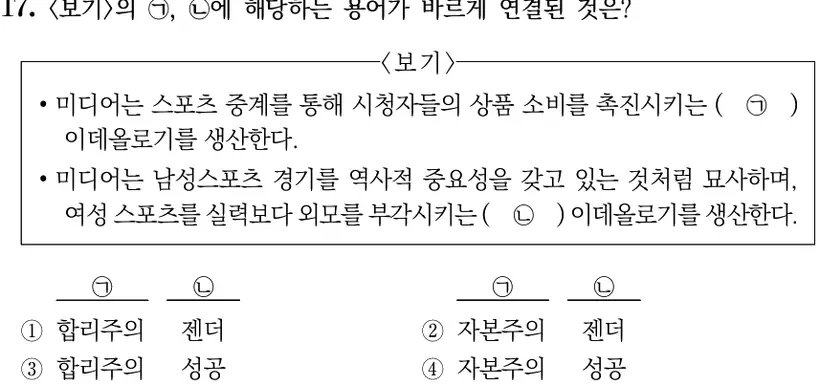 17. <보기>의 ㉠, ㉡에 해당하는 용어가 바르게 연결된 것은?
<보기>
• 미디어는 스포츠 중계를 통해 시청자들의 상품 소비를 촉진시키는 ( ㉠ )
이데올로기를 생산한다.
• 미디어는 남성스포츠 경기를 역사적 중요성을 갖고 있는 것처럼 묘사하며,
여성 스포츠를 실력보다 외모를 부각시키는 ( ㉡ ) 이데올로기를 생산한다.
㉠ ㉡ ㉠ ㉡
① 합리주의 젠더 ② 자본주의 젠더
③ 합리주의 성공 ④ 자본주의 성공